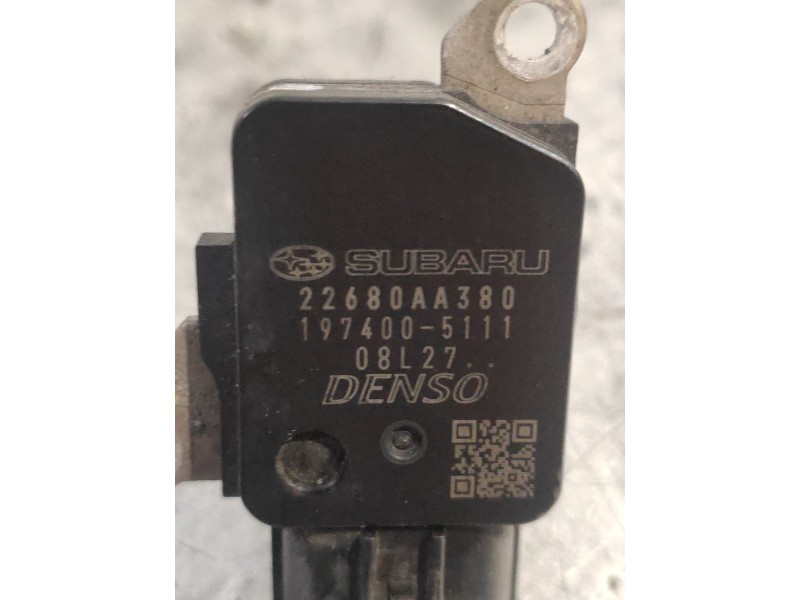 SUBARU
22680AA380
197400-5111
08L27..
DENSO